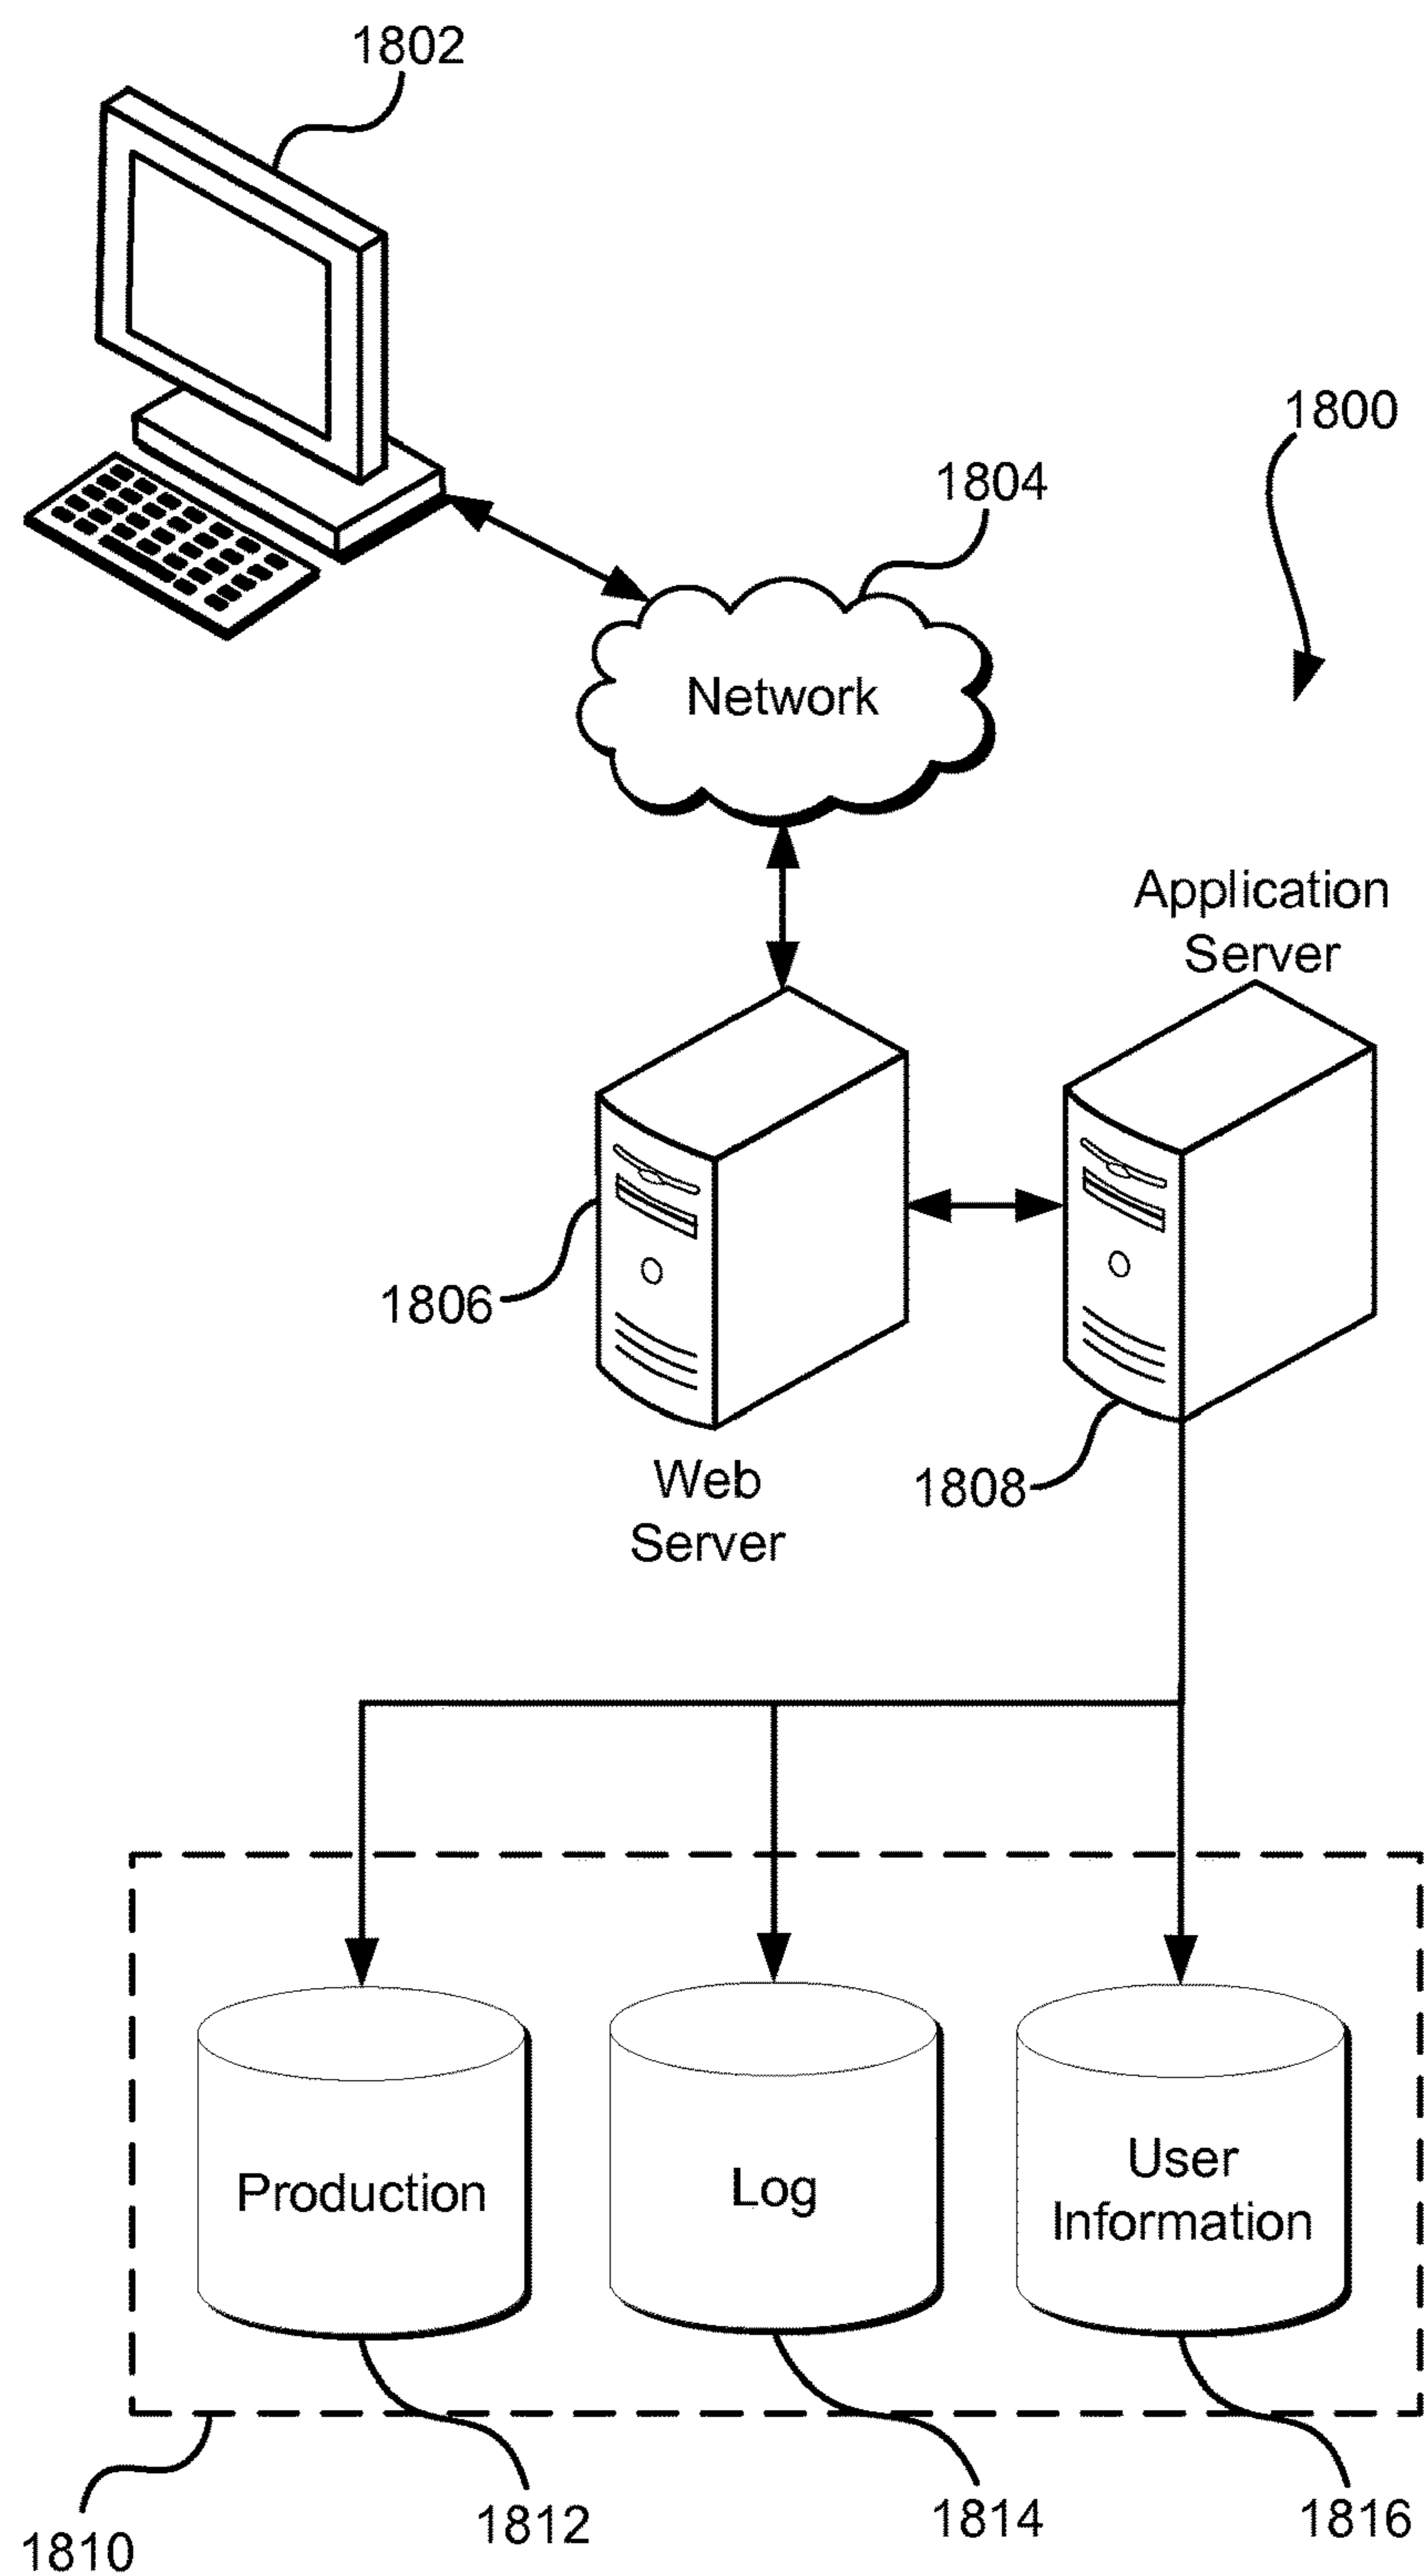 1802
1800
1804
Network
Application
Server
1806
1808
Web
Server
Production
Log
User
Information
1810
1812
1814
1816